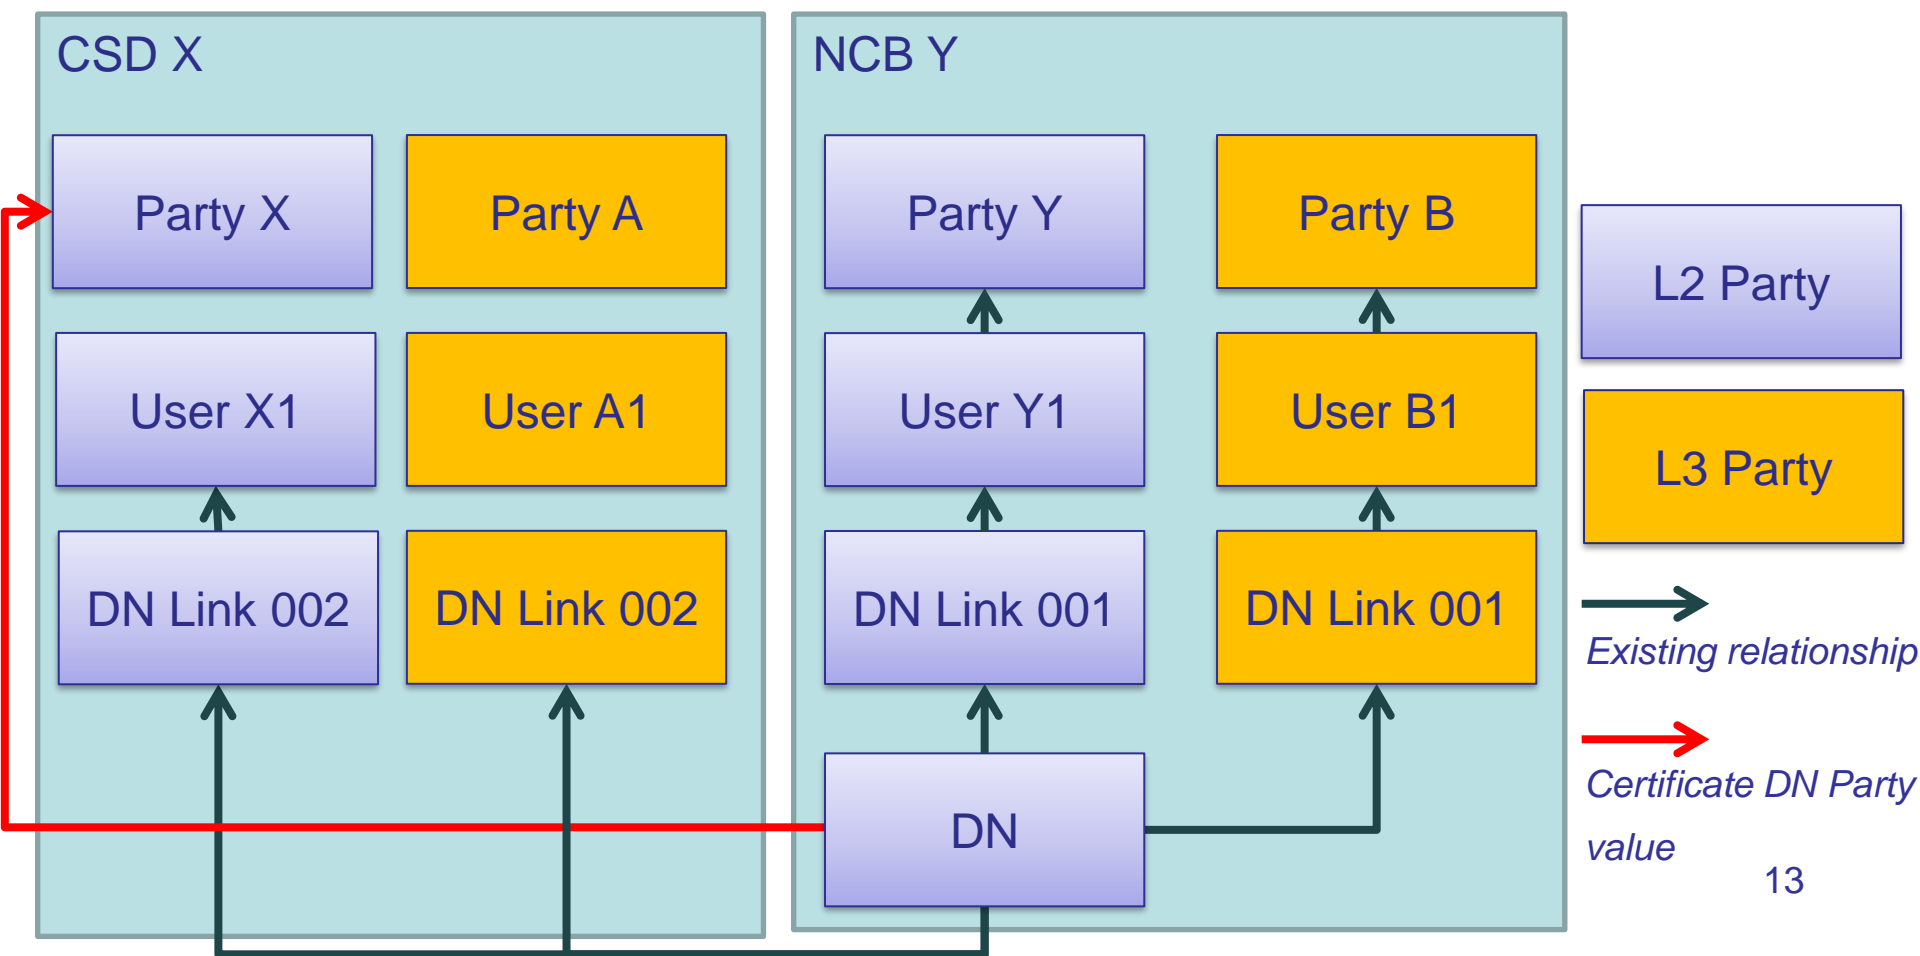 CSD X
NCB Y
Party X
Party A
Party Y
Party B
L2 Party
User X1
User A1
User Y1
User B1
L3 Party
DN Link 002
DN Link 002
DN Link 001
DN Link 001
Existing relationship
DN
Certificate DN Party
value
13